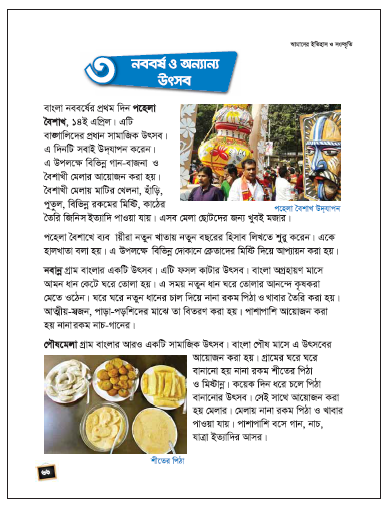 আমাদের ইতিহাস ও সংস্কৃতি
৩
নববর্ষ ও অন্যান্য
উৎসব
বাংলা নববর্ষের প্রথম দিন পহেলা
বৈশাখ, ১৪ই এপ্রিল। এটি
বাঙালিদের প্রধান সামাজিক উৎসব।
এ দিনটি সবাই উদ্‌যাপন করেন।
এ উপলক্ষে বিভিন্ন গান-বাজনা ও
বৈশাখী মেলার আয়োজন করা হয়।
বৈশাখী মেলায় মাটির খেলনা, হাঁড়ি,
পুতুল, বিভিন্ন রকমের মিষ্টি, কাঠের
তৈরি জিনিস ইত্যাদি পাওয়া যায়। এসব মেলা ছোটদের জন্য খুবই মজার।
পহেলা বৈশাখ উদ্‌যাপন
পহেলা বৈশাখে ব্যব য়ীরা নতুন খাতায় নতুন বছরের হিসাব লিখতে শুরু করেন। একে
হালখাতা বলা হয়। এ উপলক্ষে বিভিন্ন দোকানে ক্রেতাদের মিষ্টি দিয়ে আপ্যায়ন করা হয়।
নবান্ন গ্রাম বাংলার একটি উৎসব। এটি ফসল কাটার উৎসব। বাংলা অগ্রহায়ণ মাসে
আমন ধান কেটে ঘরে তোলা হয়। এ সময় নতুন ধান ঘরে তোলার আনন্দে কৃষকরা
মেতে ওঠেন। ঘরে ঘরে নতুন ধানের চাল দিয়ে নানা রকম পিঠা ও খাবার তৈরি করা হয়।
আত্মীয়-স্বজন, পাড়া-পড়শিদের মাঝে তা বিতরণ করা হয়। পাশাপাশি আয়োজন করা
হয় নানা রকম নাচ-গানের।
পৌষমেলা গ্রাম বাংলার আরও একটি সামাজিক উৎসব। বাংলা পৌষ মাসে এ উৎসবের
আয়োজন করা হয়। গ্রামের ঘরে ঘরে
বানানো হয় নানা রকম শীতের পিঠা
ও মিষ্টান্ন। কয়েক দিন ধরে চলে পিঠা
বানানোর উৎসব। সেই সাথে আয়োজন করা
হয় মেলার। মেলায় নানা রকম পিঠা ও খাবার
পাওয়া যায়। পাশাপাশি বসে গান, নাচ,
যাত্রা ইত্যাদির আসর।
শীতের পিঠা
৬৬